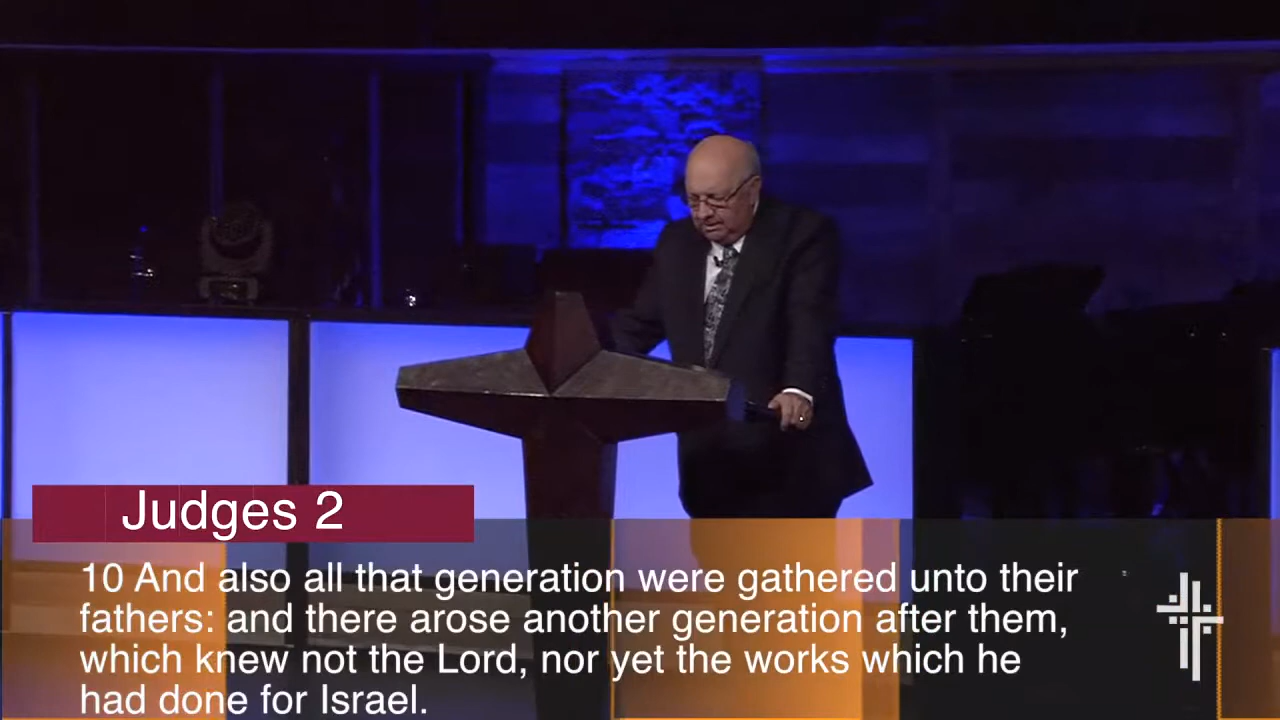 Judges 2
10 And also all that generation were gathered unto their
fathers: and there arose another generation after them,
which knew not the Lord, nor yet the works which he
had done for Israel.